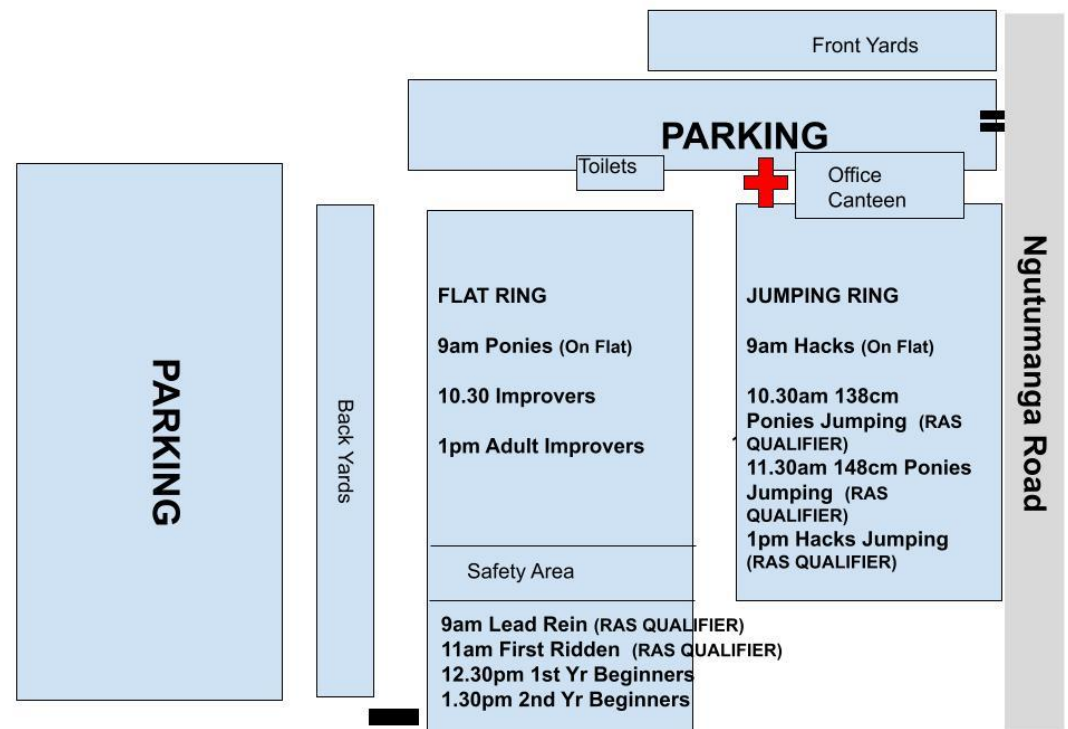 Front Yards
PARKING
Toilets
Office
Canteen
Ngutumanga Road
PARKING
Back Yards
FLAT RING
9am Ponies (On Flat)
10.30 Improvers
1pm Adult Improvers
Safety Area
9am Lead Rein (RAS QUALIFIER)
11am First Ridden (RAS QUALIFIER)
12.30pm 1st Yr Beginners
1.30pm 2nd Yr Beginners
JUMPING RING
9am Hacks (On Flat)
10.30am 138cm
Ponies Jumping (RAS
QUALIFIER)
11.30am 148cm Ponies
Jumping (RAS
QUALIFIER)
1pm Hacks Jumping
(RAS QUALIFIER)